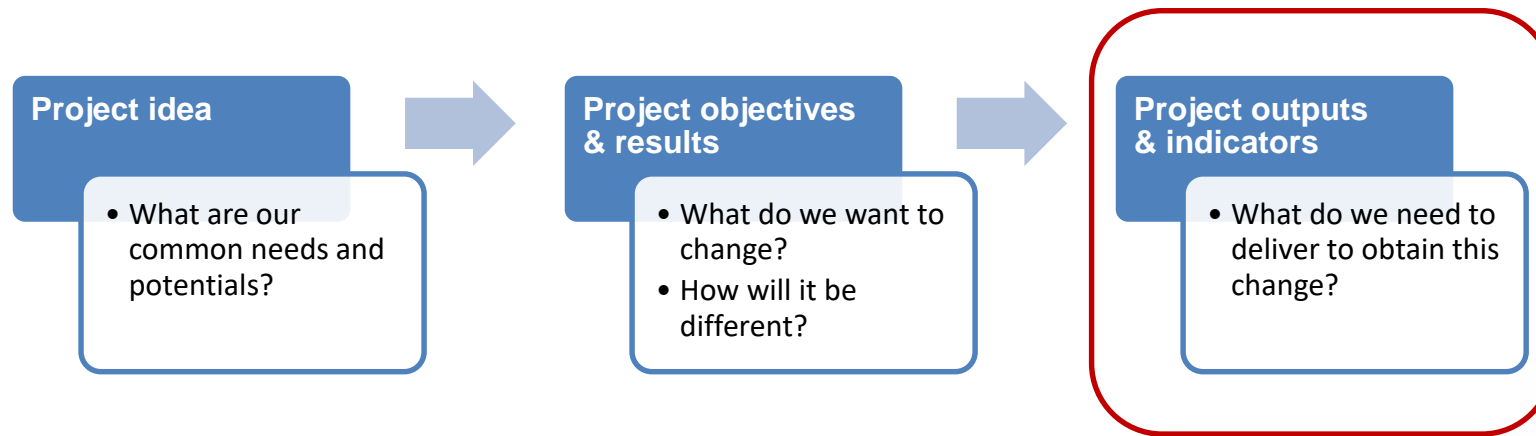 Project idea
• What are our
common needs and
potentials?
Project objectives
& results
• What do we want to
change?
• How will it be
different?
Project outputs
& indicators
• What do we need to
deliver to obtain this
change?